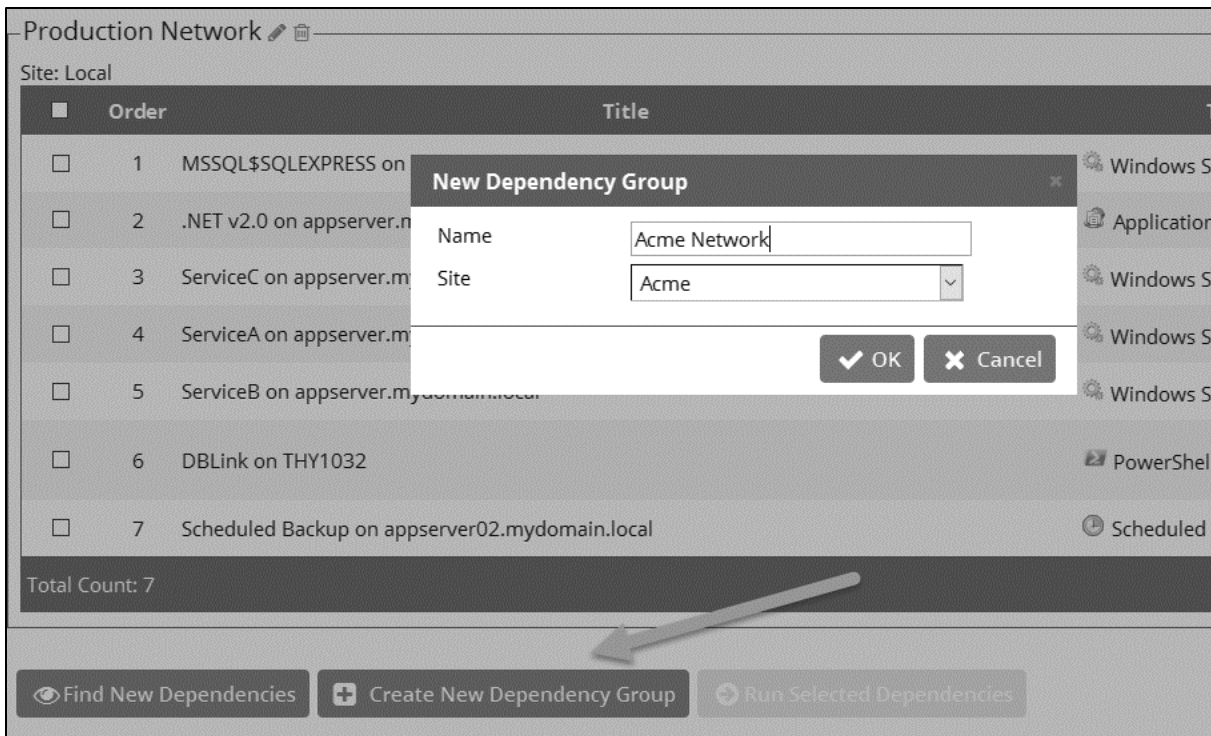 Production Network
Site: Local
Order Title
1 MSSQL$SQLEXPRESS on
Windows S
2 .NET v2.0 on appserver.m
Application
3 ServiceC on appserver.m
Windows S
4 ServiceA on appserver.m
Windows S
5 ServiceB on appserver.mydomain.local
Windows S
6 DBLink on THY1032
PowerShel
7 Scheduled Backup on appserver02.mydomain.local
Scheduled
Total Count: 7
New Dependency Group
Name Acme Network
Site Acme
OK Cancel
Find New Dependencies Create New Dependency Group Run Selected Dependencies